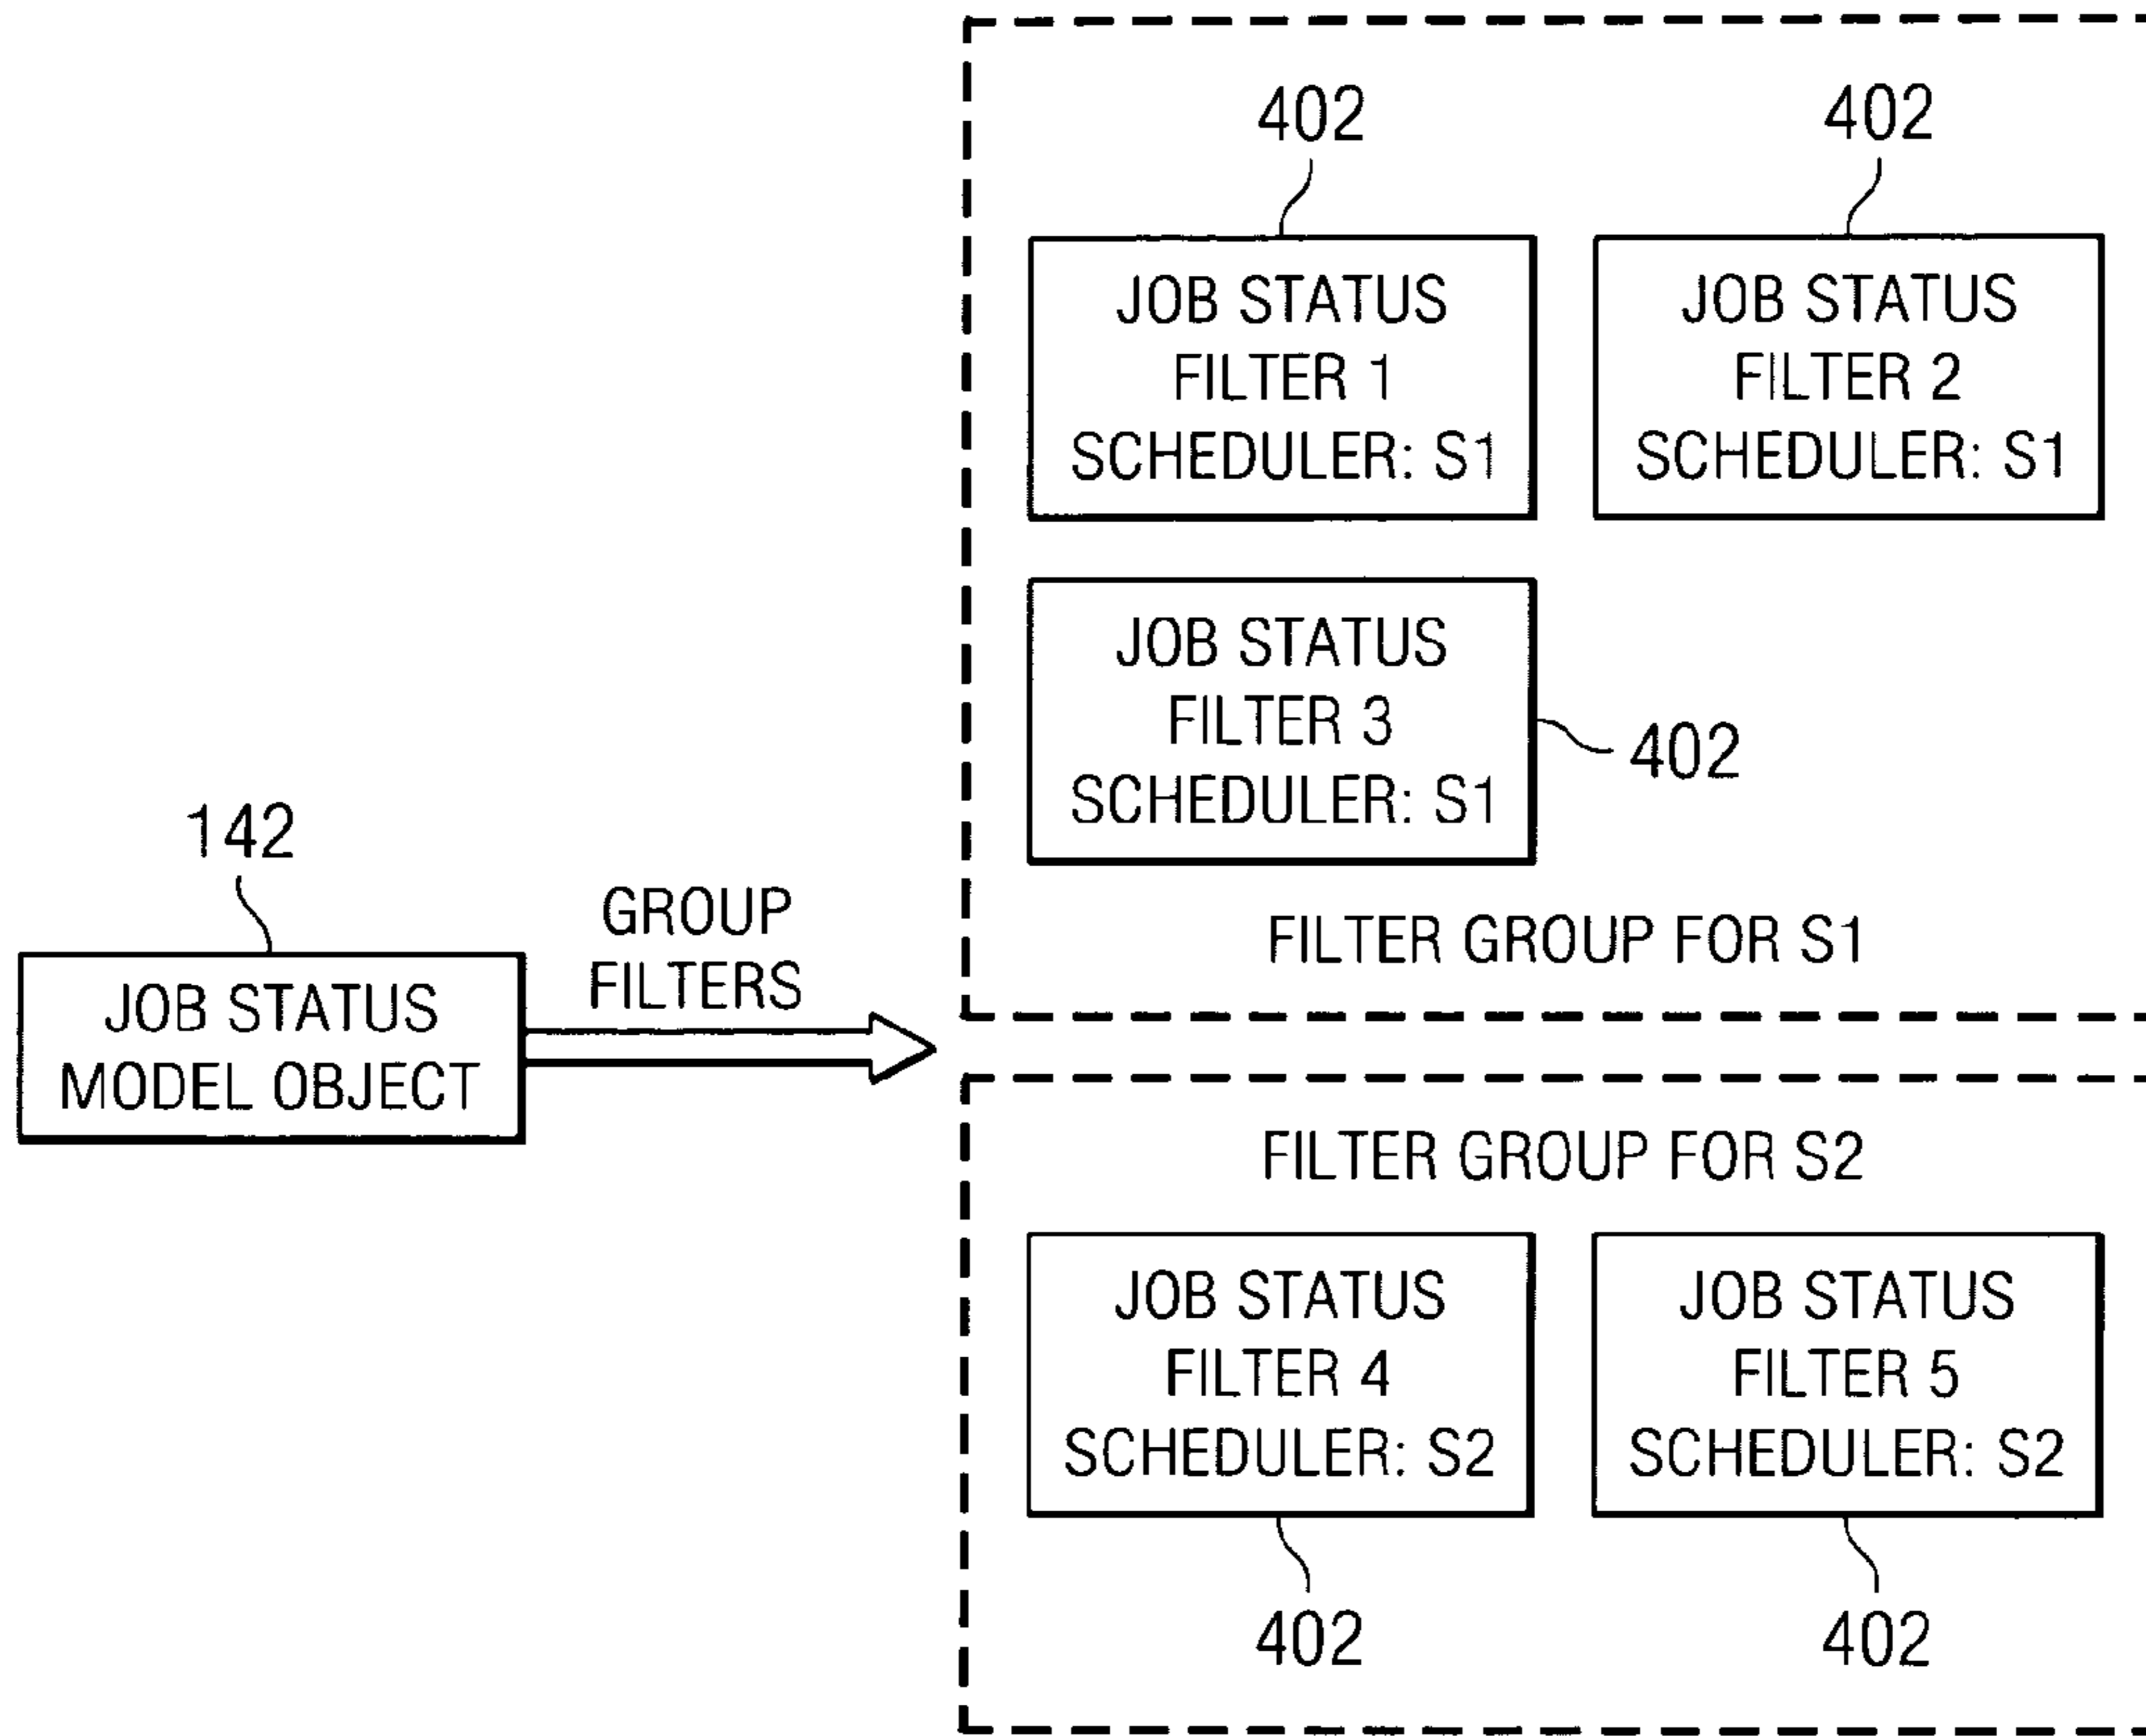 402
402
JOB STATUS
FILTER 1
SCHEDULER: S1
JOB STATUS
FILTER 2
SCHEDULER: S1
JOB STATUS
FILTER 3
SCHEDULER: S1
402
FILTER GROUP FOR S1
142
JOB STATUS
MODEL OBJECT
GROUP
FILTERS
FILTER GROUP FOR S2
JOB STATUS
FILTER 4
SCHEDULER: S2
JOB STATUS
FILTER 5
SCHEDULER: S2
402
402